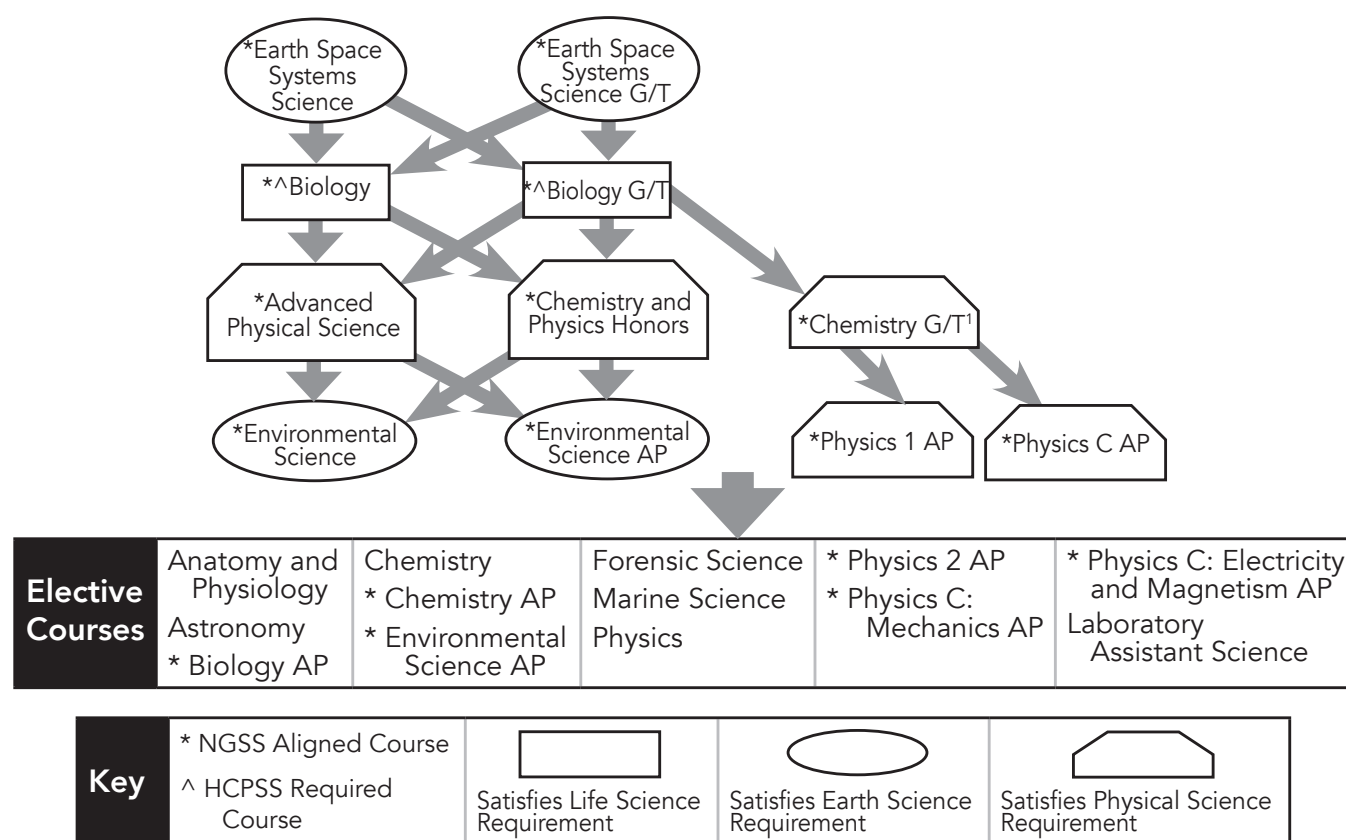 *Earth Space
Systems
Science
*Earth Space
Systems
Science G/T
*^Biology
*^Biology G/T
*Advanced
Physical Science
*Chemistry and
Physics Honors
*Chemistry G/T¹
*Environmental
Science
*Environmental
Science AP
*Physics 1 AP
*Physics C AP
Elective
Courses
Anatomy and
Physiology
Astronomy
* Biology AP
Chemistry
* Chemistry AP
* Environmental
Science AP
Forensic Science
Marine Science
Physics
* Physics 2 AP
* Physics C:
Mechanics AP
* Physics C: Electricity
and Magnetism AP
Laboratory
Assistant Science
Key
* NGSS Aligned Course
^ HCPSS Required
Course
Satisfies Life Science
Requirement
Satisfies Earth Science
Requirement
Satisfies Physical Science
Requirement